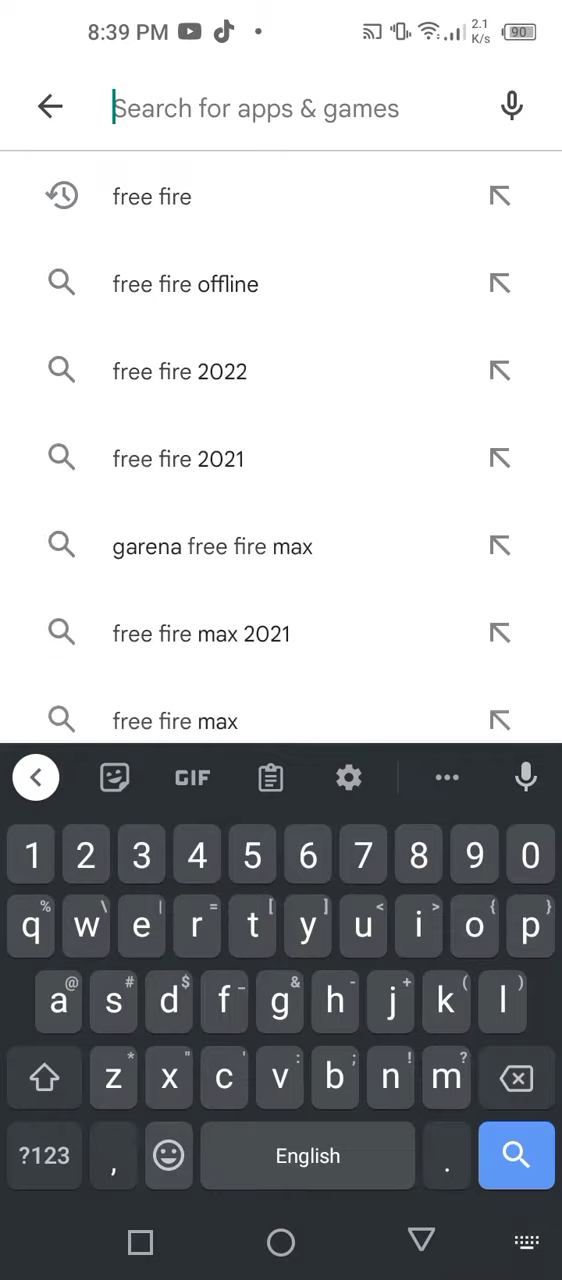 8:39 PM
2.1
K/s
90
Search for apps & games
free fire
free fire offline
free fire 2022
free fire 2021
garena free fire max
free fire max 2021
free fire max
GIF
1 2 3 4 5 6 7 8 9 0
% \ | = [ ] < > { }
q w e r t y u i o p
@ # $ _ & - + ( )
a s d f g h j k l
* " ' : ; ! ?
z x c v b n m
?123 , English .